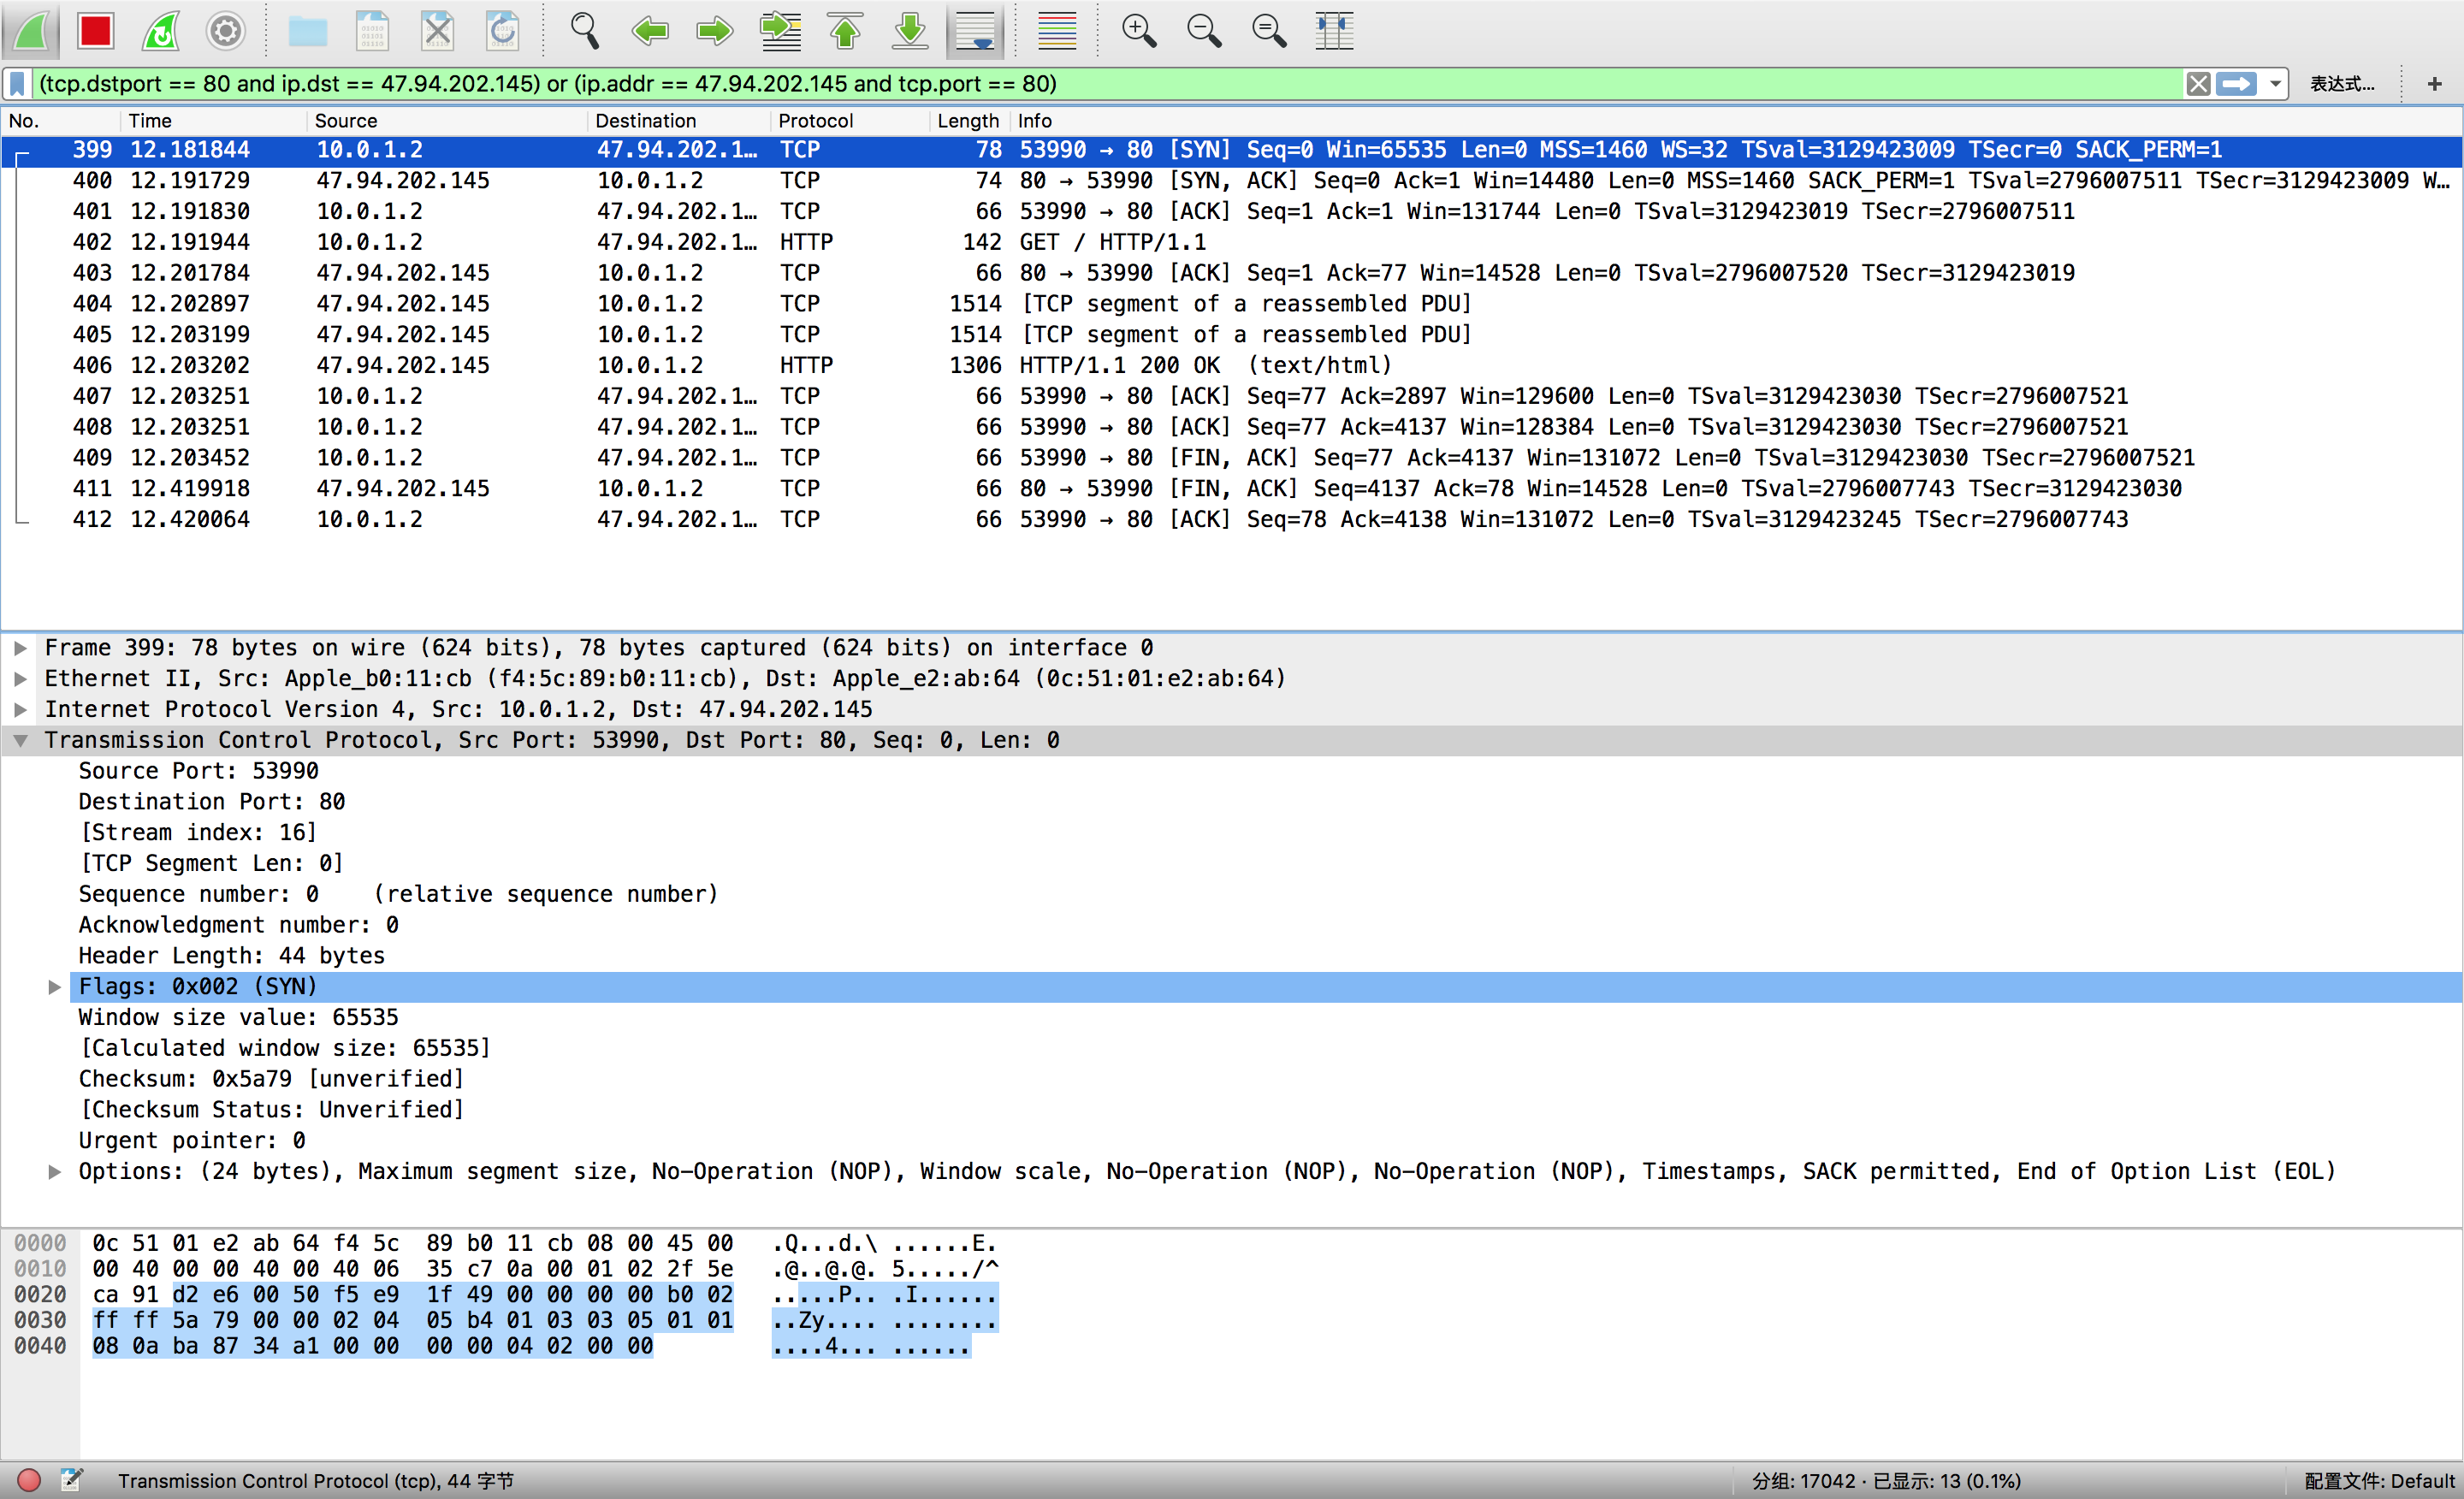 (tcp.dstport == 80 and ip.dst == 47.94.202.145) or (ip.addr == 47.94.202.145 and tcp.port == 80) 表达式… +
No. Time Source Destination Protocol Length Info
399 12.181844 10.0.1.2 47.94.202.1… TCP 78 53990 → 80 [SYN] Seq=0 Win=65535 Len=0 MSS=1460 WS=32 TSval=3129423009 TSecr=0 SACK_PERM=1
400 12.191729 47.94.202.145 10.0.1.2 TCP 74 80 → 53990 [SYN, ACK] Seq=0 Ack=1 Win=14480 Len=0 MSS=1460 SACK_PERM=1 TSval=2796007511 TSecr=3129423009 W…
401 12.191830 10.0.1.2 47.94.202.1… TCP 66 53990 → 80 [ACK] Seq=1 Ack=1 Win=131744 Len=0 TSval=3129423019 TSecr=2796007511
402 12.191944 10.0.1.2 47.94.202.1… HTTP 142 GET / HTTP/1.1
403 12.201784 47.94.202.145 10.0.1.2 TCP 66 80 → 53990 [ACK] Seq=1 Ack=77 Win=14528 Len=0 TSval=2796007520 TSecr=3129423019
404 12.202897 47.94.202.145 10.0.1.2 TCP 1514 [TCP segment of a reassembled PDU]
405 12.203199 47.94.202.145 10.0.1.2 TCP 1514 [TCP segment of a reassembled PDU]
406 12.203202 47.94.202.145 10.0.1.2 HTTP 1306 HTTP/1.1 200 OK (text/html)
407 12.203251 10.0.1.2 47.94.202.1… TCP 66 53990 → 80 [ACK] Seq=77 Ack=2897 Win=129600 Len=0 TSval=3129423030 TSecr=2796007521
408 12.203251 10.0.1.2 47.94.202.1… TCP 66 53990 → 80 [ACK] Seq=77 Ack=4137 Win=128384 Len=0 TSval=3129423030 TSecr=2796007521
409 12.203452 10.0.1.2 47.94.202.1… TCP 66 53990 → 80 [FIN, ACK] Seq=77 Ack=4137 Win=131072 Len=0 TSval=3129423030 TSecr=2796007521
411 12.419918 47.94.202.145 10.0.1.2 TCP 66 80 → 53990 [FIN, ACK] Seq=4137 Ack=78 Win=14528 Len=0 TSval=2796007743 TSecr=3129423030
412 12.420064 10.0.1.2 47.94.202.1… TCP 66 53990 → 80 [ACK] Seq=78 Ack=4138 Win=131072 Len=0 TSval=3129423245 TSecr=2796007743
Frame 399: 78 bytes on wire (624 bits), 78 bytes captured (624 bits) on interface 0
Ethernet II, Src: Apple_b0:11:cb (f4:5c:89:b0:11:cb), Dst: Apple_e2:ab:64 (0c:51:01:e2:ab:64)
Internet Protocol Version 4, Src: 10.0.1.2, Dst: 47.94.202.145
Transmission Control Protocol, Src Port: 53990, Dst Port: 80, Seq: 0, Len: 0
Source Port: 53990
Destination Port: 80
[Stream index: 16]
[TCP Segment Len: 0]
Sequence number: 0 (relative sequence number)
Acknowledgment number: 0
Header Length: 44 bytes
Flags: 0x002 (SYN)
Window size value: 65535
[Calculated window size: 65535]
Checksum: 0x5a79 [unverified]
[Checksum Status: Unverified]
Urgent pointer: 0
Options: (24 bytes), Maximum segment size, No-Operation (NOP), Window scale, No-Operation (NOP), No-Operation (NOP), Timestamps, SACK permitted, End of Option List (EOL)
0000 0c 51 01 e2 ab 64 f4 5c 89 b0 11 cb 08 00 45 00 .Q...d.\ ......E.
0010 00 40 00 00 40 00 40 06 35 c7 0a 00 01 02 2f 5e .@..@.@. 5...../^
0020 ca 91 d2 e6 00 50 f5 e9 1f 49 00 00 00 00 b0 02 .....P.. .I......
0030 ff ff 5a 79 00 00 02 04 05 b4 01 03 03 05 01 01 ..Zy.... ........
0040 08 0a ba 87 34 a1 00 00 00 00 04 02 00 00 ....4... ......
Transmission Control Protocol (tcp), 44 字节 分组: 17042 · 已显示: 13 (0.1%) 配置文件: Default